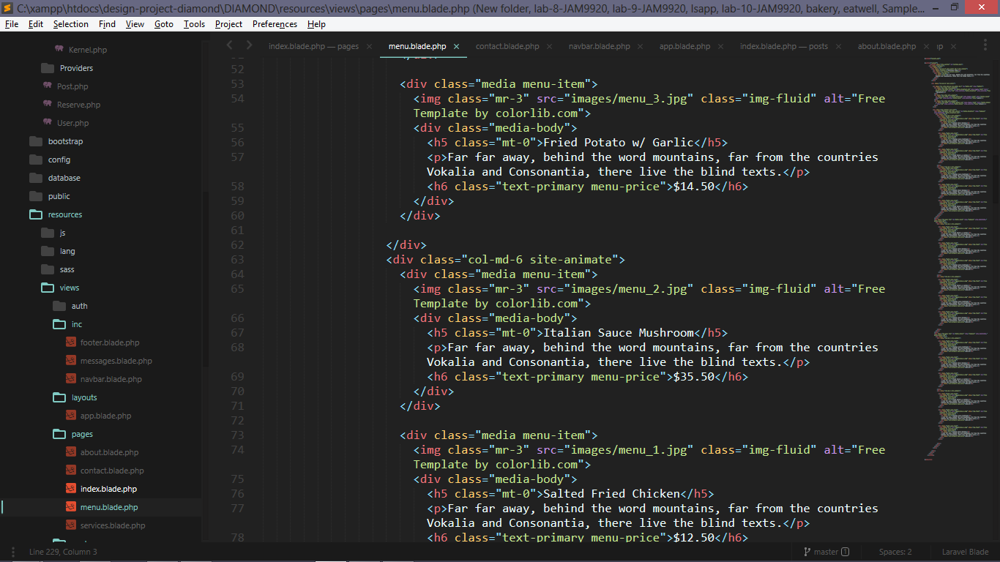 C:\xampp\htdocs\design-project-diamond\DIAMOND\resources\views\pages\menu.blade.php (New folder, lab-8-JAM9920, lab-9-JAM9920, lsapp, lab-10-JAM9920, bakery, eatwell, Sample...
File Edit Selection Find View Goto Tools Project Preferences Help
index.blade.php — pages menu.blade.php contact.blade.php navbar.blade.php app.blade.php index.blade.php — posts about.blade.php
Kernel.php
Providers
Post.php
Reserve.php
User.php
bootstrap
config
database
public
resources
js
lang
sass
views
auth
inc
footer.blade.php
messages.blade.php
navbar.blade.php
layouts
app.blade.php
pages
about.blade.php
contact.blade.php
index.blade.php
menu.blade.php
services.blade.php
52
53 <div class="media menu-item">
54 <img class="mr-3" src="images/menu_3.jpg" class="img-fluid" alt="Free
Template by colorlib.com">
55 <div class="media-body">
56 <h5 class="mt-0">Fried Potato w/ Garlic</h5>
57 <p>Far far away, behind the word mountains, far from the countries
Vokalia and Consonantia, there live the blind texts.</p>
58 <h6 class="text-primary menu-price">$14.50</h6>
59 </div>
60 </div>
61
62 </div>
63 <div class="col-md-6 site-animate">
64 <div class="media menu-item">
65 <img class="mr-3" src="images/menu_2.jpg" class="img-fluid" alt="Free
Template by colorlib.com">
66 <div class="media-body">
67 <h5 class="mt-0">Italian Sauce Mushroom</h5>
68 <p>Far far away, behind the word mountains, far from the countries
Vokalia and Consonantia, there live the blind texts.</p>
69 <h6 class="text-primary menu-price">$35.50</h6>
70 </div>
71 </div>
72
73 <div class="media menu-item">
74 <img class="mr-3" src="images/menu_1.jpg" class="img-fluid" alt="Free
Template by colorlib.com">
75 <div class="media-body">
76 <h5 class="mt-0">Salted Fried Chicken</h5>
77 <p>Far far away, behind the word mountains, far from the countries
Vokalia and Consonantia, there live the blind texts.</p>
78 <h6 class="text-primary menu-price">$12.50</h6>
Line 229, Column 3 master 1 Spaces: 2 Laravel Blade